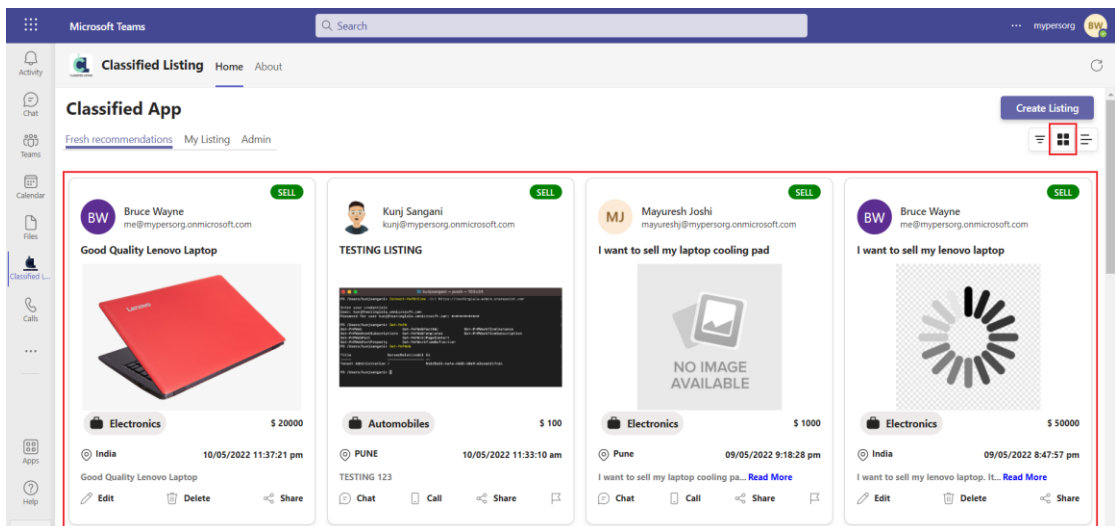 Microsoft Teams
Search
mypersorg
BW
Activity
Chat
Teams
Calendar
Files
Classified L...
Calls
Apps
Help
Classified Listing Home About
Classified App
Create Listing
Fresh recommendations My Listing Admin
SELL
BW
Bruce Wayne
me@mypersorg.onmicrosoft.com
Good Quality Lenovo Laptop
Lenovo
Electronics $ 20000
India 10/05/2022 11:37:21 pm
Good Quality Lenovo Laptop
Edit Delete Share
SELL
Kunj Sangani
kunj@mypersorg.onmicrosoft.com
TESTING LISTING
Automobiles $ 100
PUNE 10/05/2022 11:33:10 am
TESTING 123
Chat Call Share
SELL
MJ
Mayuresh Joshi
mayureshj@mypersorg.onmicrosoft.com
I want to sell my laptop cooling pad
NO IMAGE
AVAILABLE
Electronics $ 1000
Pune 09/05/2022 9:18:28 pm
I want to sell my laptop cooling pa... Read More
Chat Call Share
SELL
BW
Bruce Wayne
me@mypersorg.onmicrosoft.com
I want to sell my lenovo laptop
Electronics $ 50000
India 09/05/2022 8:47:57 pm
I want to sell my lenovo laptop. It... Read More
Edit Delete Share